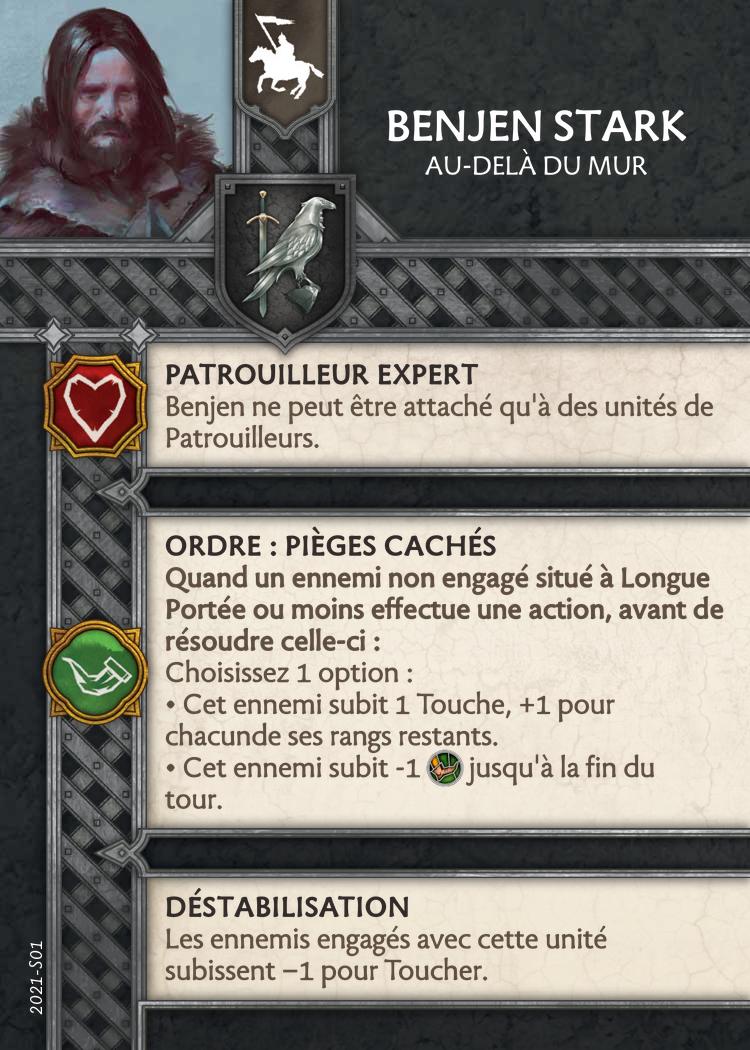 BENJEN STARK
AU-DELÀ DU MUR
PATROUILLEUR EXPERT
Benjen ne peut être attaché qu'à des unités de
Patrouilleurs.
ORDRE : PIÈGES CACHÉS
Quand un ennemi non engagé situé à Longue
Portée ou moins effectue une action, avant de
résoudre celle-ci :
Choisissez 1 option :
• Cet ennemi subit 1 Touche, +1 pour
chacunde ses rangs restants.
• Cet ennemi subit -1 jusqu'à la fin du
tour.
DÉSTABILISATION
Les ennemis engagés avec cette unité
subissent –1 pour Toucher.
2021-S01